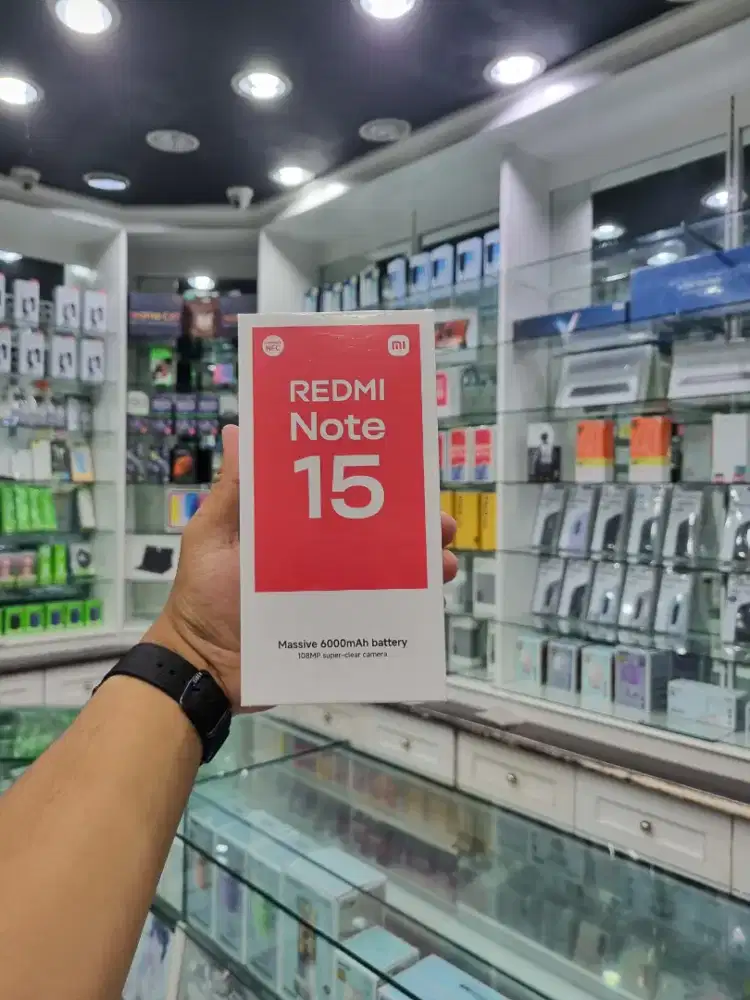 NFC
mi
REDMI
Note
15
Massive 6000mAh battery
108MP super-clear camera